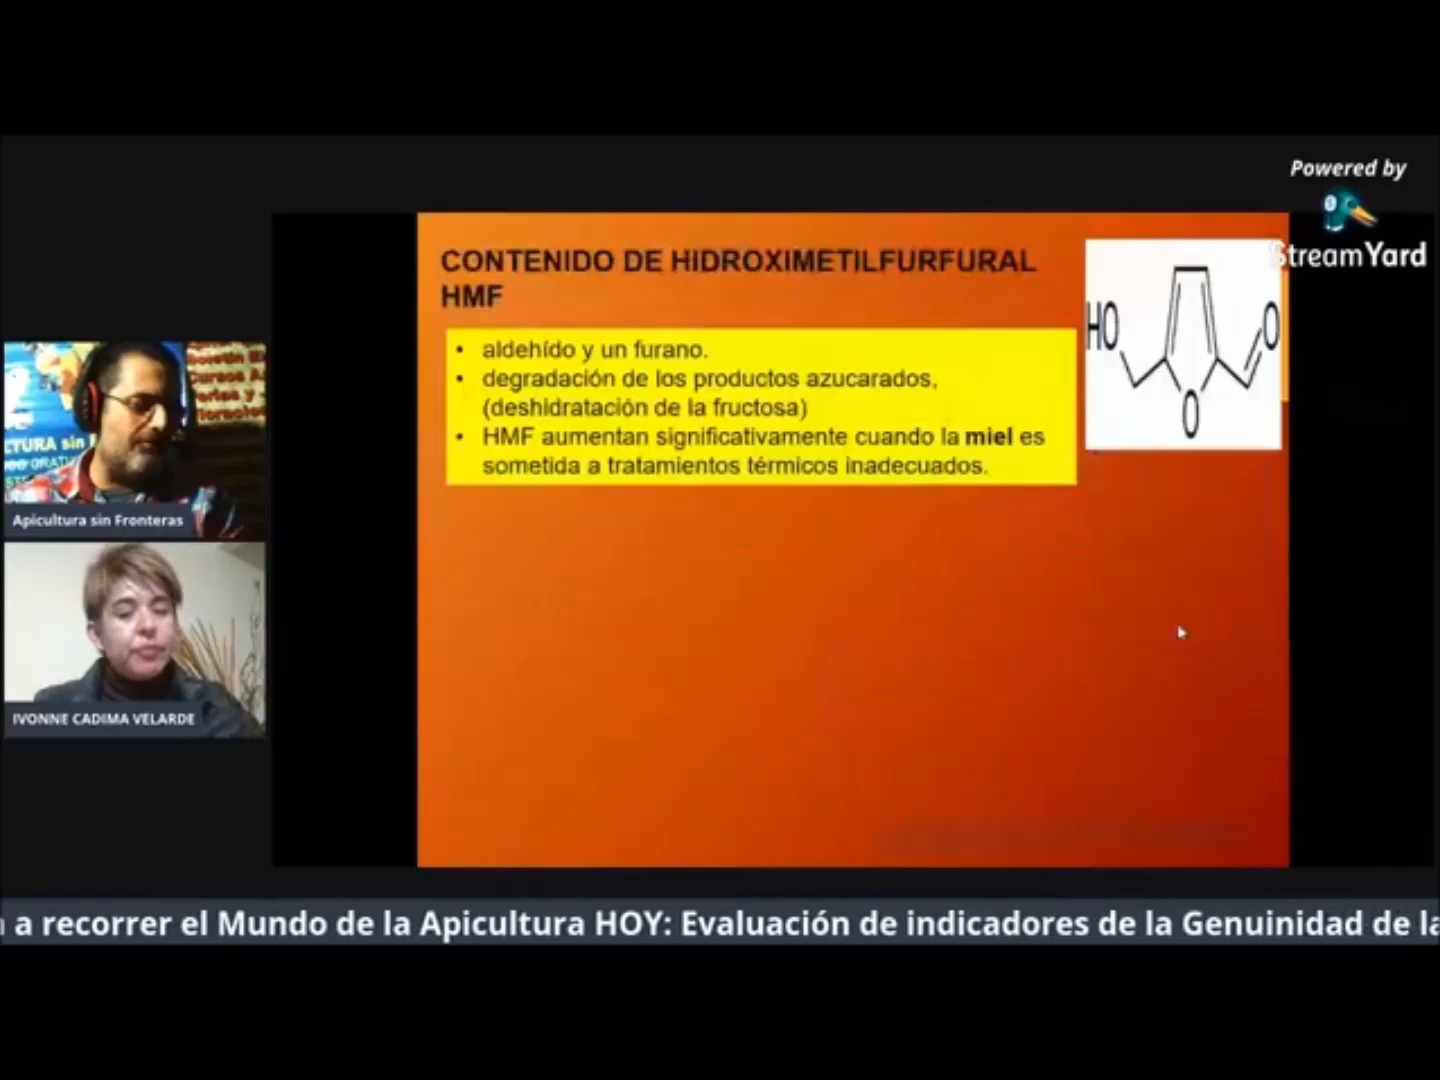 Powered by
StreamYard
CONTENIDO DE HIDROXIMETILFURFURAL
HMF
• aldehído y un furano.
• degradación de los productos azucarados,
(deshidratación de la fructosa)
• HMF aumentan significativamente cuando la miel es
sometida a tratamientos térmicos inadecuados.
HO
O
O
CTURA sin
Apicultura sin Fronteras
IVONNE CADIMA VELARDE
a recorrer el Mundo de la Apicultura HOY: Evaluación de indicadores de la Genuinidad de la